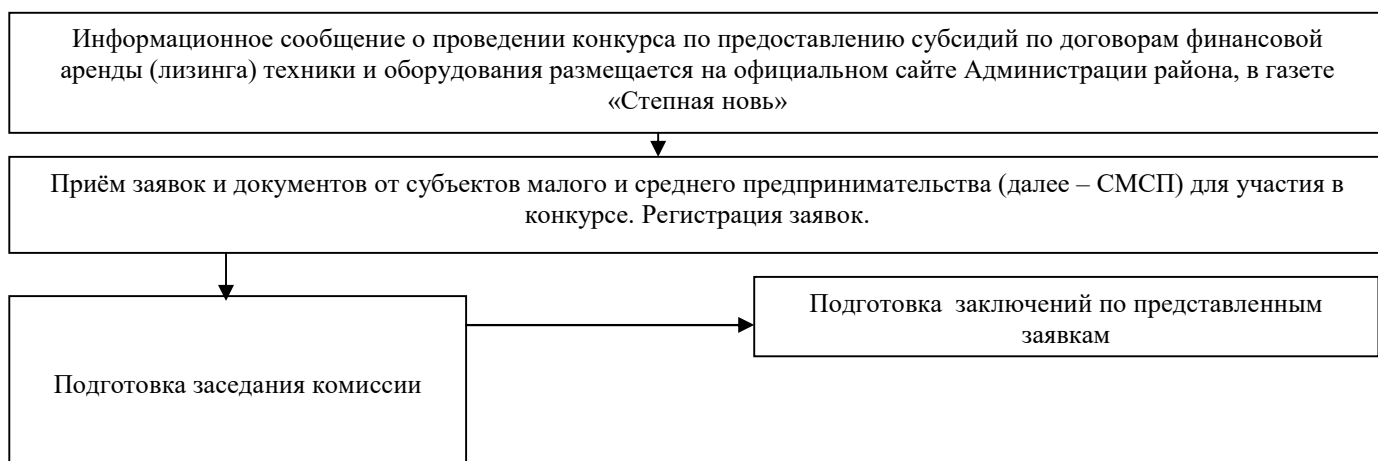 Информационное сообщение о проведении конкурса по предоставлению субсидий по договорам финансовой
аренды (лизинга) техники и оборудования размещается на официальном сайте Администрации района, в газете
«Степная новь»
Приём заявок и документов от субъектов малого и среднего предпринимательства (далее – СМСП) для участия в
конкурсе. Регистрация заявок.
Подготовка заключений по представленным
заявкам
Подготовка заседания комиссии